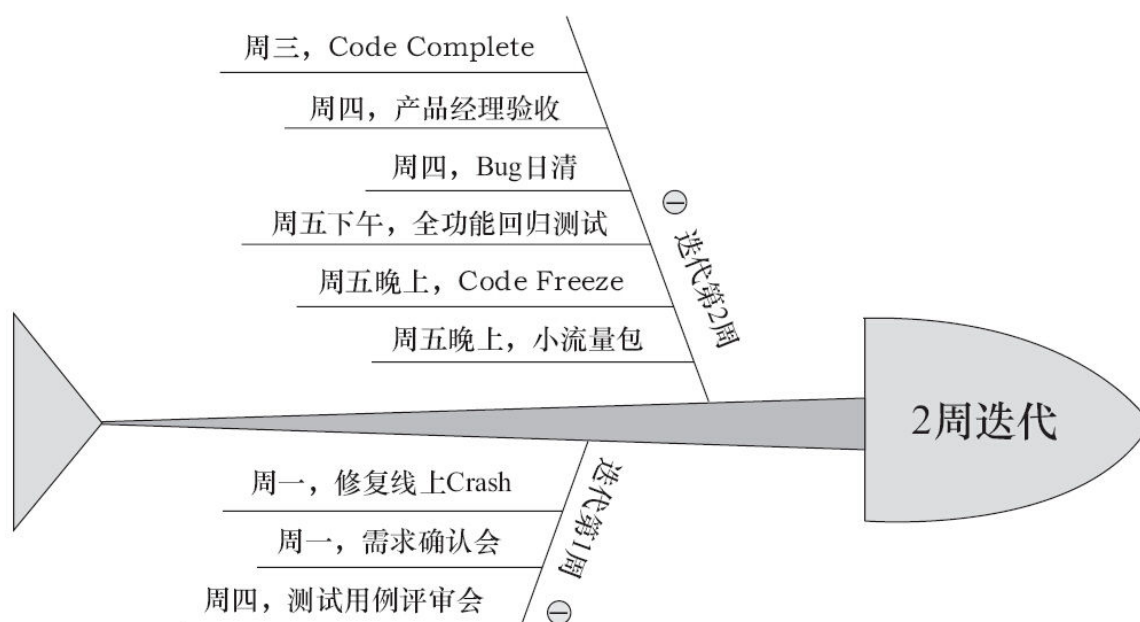 周三，Code Complete
周四，产品经理验收
周四，Bug日清
周五下午，全功能回归测试
周五晚上，Code Freeze
周五晚上，小流量包
迭代第2周
2周迭代
迭代第1周
周一，修复线上Crash
周一，需求确认会
周四，测试用例评审会